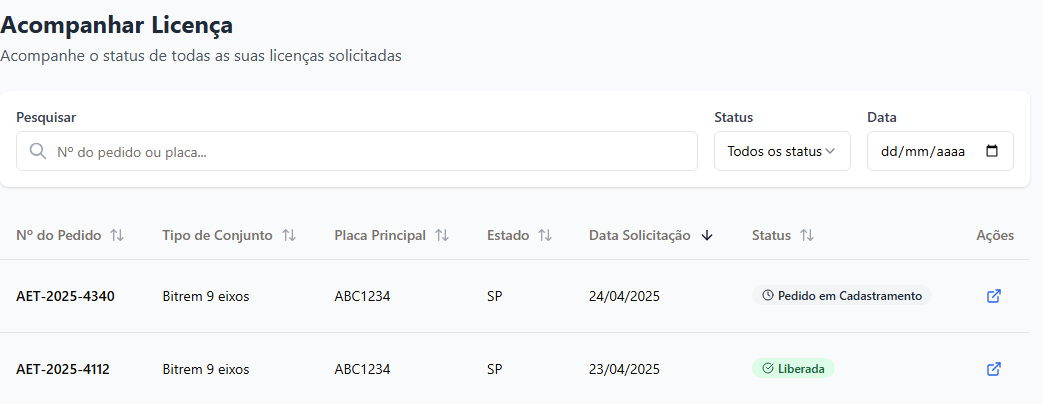 Acompanhar Licença
Acompanhe o status de todas as suas licenças solicitadas
Pesquisar Status Data
Nº do pedido ou placa... Todos os status dd/mm/aaaa
Nº do Pedido Tipo de Conjunto Placa Principal Estado Data Solicitação Status Ações
AET-2025-4340 Bitrem 9 eixos ABC1234 SP 24/04/2025 Pedido em Cadastramento
AET-2025-4112 Bitrem 9 eixos ABC1234 SP 23/04/2025 Liberada